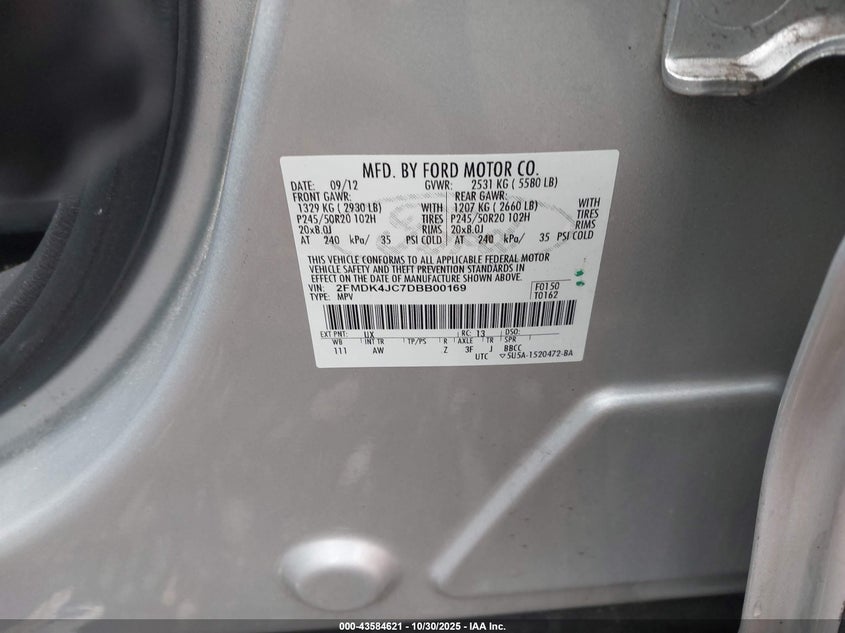 MFD. BY FORD MOTOR CO.
DATE: 09/12 GVWR: 2531 KG ( 5580 LB)
FRONT GAWR: REAR GAWR:
1329 KG ( 2930 LB) WITH 1207 KG ( 2660 LB) WITH
P245/50R20 102H TIRES P245/50R20 102H TIRES
20x8.0J RIMS 20x8.0J RIMS
AT 240 kPa/ 35 PSI COLD AT 240 kPa/ 35 PSI COLD
THIS VEHICLE CONFORMS TO ALL APPLICABLE FEDERAL MOTOR
VEHICLE SAFETY AND THEFT PREVENTION STANDARDS IN
EFFECT ON THE DATE OF MANUFACTURE SHOWN ABOVE.
VIN: 2FMDK4JC7DBB00169 F0150
TYPE: MPV T0162
EXT PNT: UX RC: 13 DSO:
WB INT TR TP/PS R AXLE TR SPR
111 AW Z 3F J BBCC
UTC ▽5U5A-1520472-BA
000-43584621 - 10/30/2025 - IAA Inc.